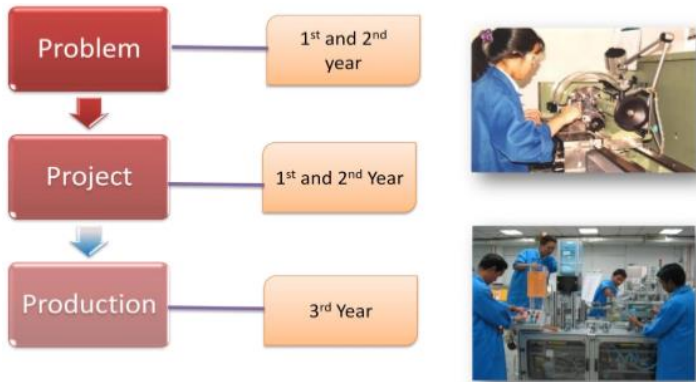 Problem
1st and 2nd
year
Project
1st and 2nd Year
Production
3rd Year